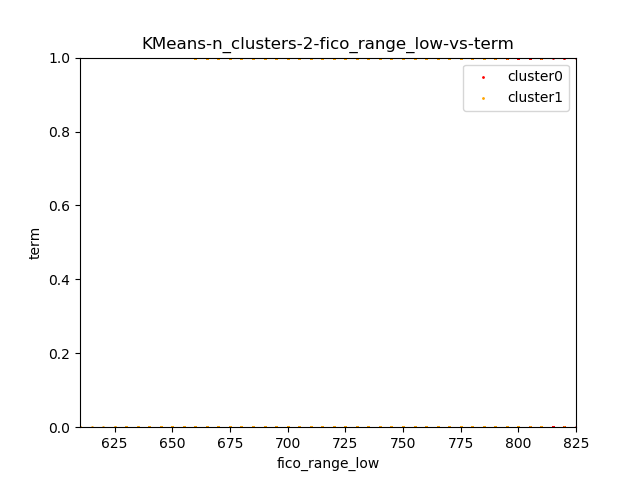 KMeans-n_clusters-2-fico_range_low-vs-term
1.0
cluster0
cluster1
0.8
0.6
term
0.4
0.2
0.0
625 650 675 700 725 750 775 800 825
fico_range_low